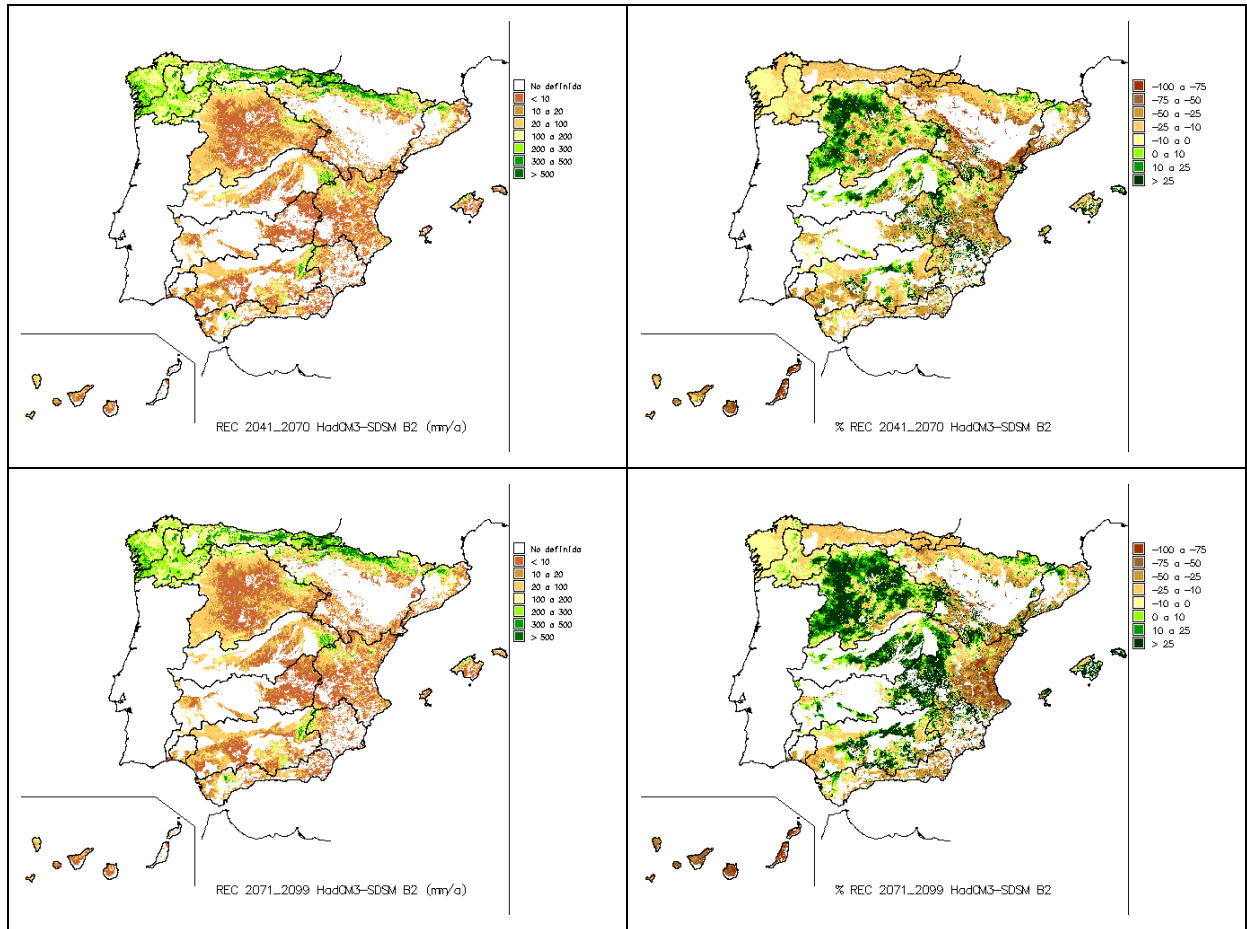 No definida
< 10
10 a 20
20 a 100
100 a 200
200 a 300
300 a 500
> 500
REC 2041_2070 HadCM3-SDSM B2 (mm/a)
-100 a -75
-75 a -50
-50 a -25
-25 a -10
-10 a 0
0 a 10
10 a 25
> 25
% REC 2041_2070 HadCM3-SDSM B2
No definida
< 10
10 a 20
20 a 100
100 a 200
200 a 300
300 a 500
> 500
REC 2071_2099 HadCM3-SDSM B2 (mm/a)
-100 a -75
-75 a -50
-50 a -25
-25 a -10
-10 a 0
0 a 10
10 a 25
> 25
% REC 2071_2099 HadCM3-SDSM B2